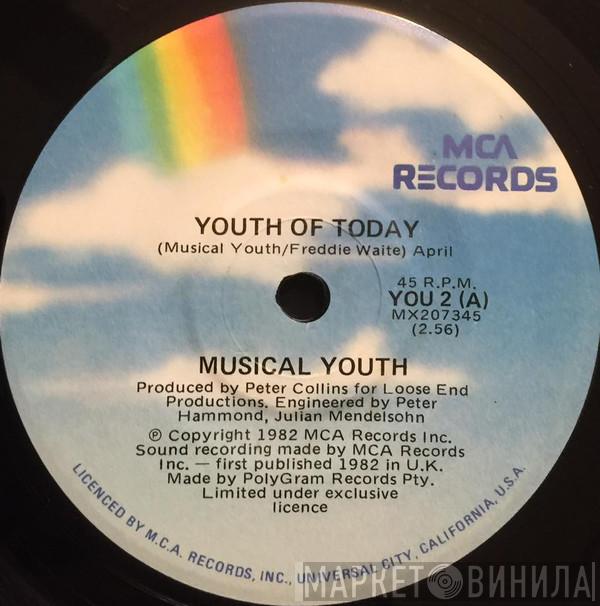 MCA
RECORDS
YOUTH OF TODAY
(Musical Youth/Freddie Waite) April
45 R.P.M.
YOU 2 (A)
MX207345
(2.56)
MUSICAL YOUTH
Produced by Peter Collins for Loose End
Productions. Engineered by Peter
Hammond, Julian Mendelsohn
℗ Copyright 1982 MCA Records Inc.
Sound recording made by MCA Records
Inc. — first published 1982 in U.K.
Made by PolyGram Records Pty.
Limited under exclusive
licence
LICENCED BY M.C.A. RECORDS, INC., UNIVERSAL CITY, CALIFORNIA, U.S.A.
МАРКЕТ ВИНИЛА